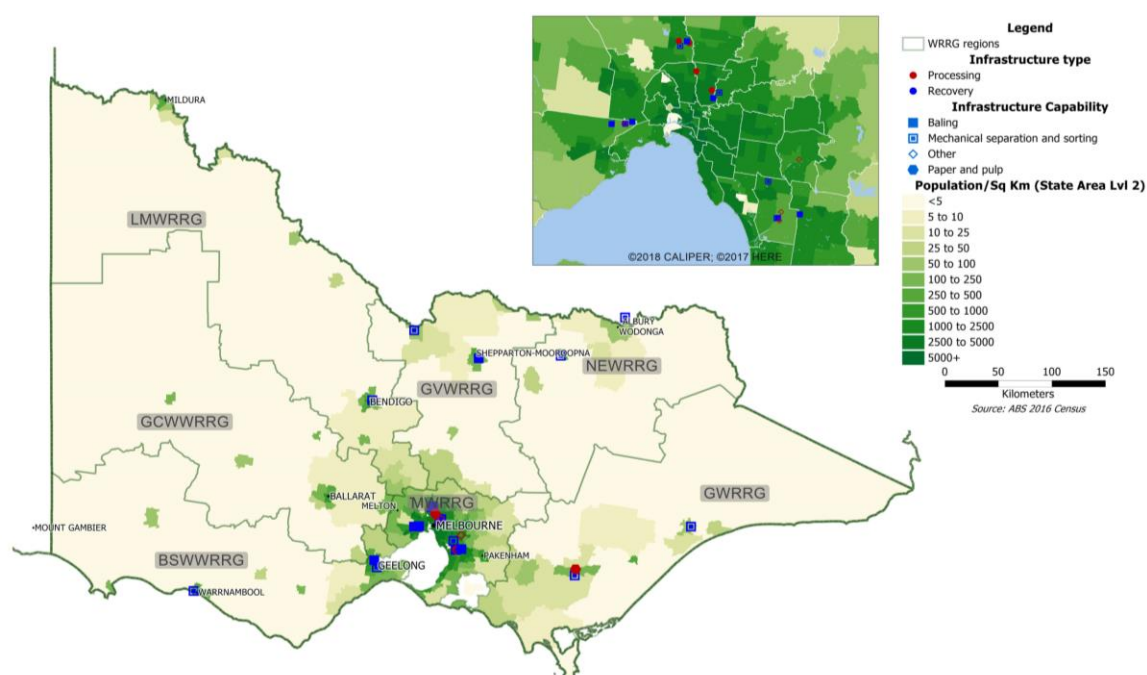 Legend
WRRG regions
Infrastructure type
Processing
Recovery
Infrastructure Capability
Baling
Mechanical separation and sorting
Other
Paper and pulp
Population/Sq Km (State Area Lvl 2)
<5
5 to 10
10 to 25
25 to 50
50 to 100
100 to 250
250 to 500
500 to 1000
1000 to 2500
2500 to 5000
5000+
0 50 100 150
Kilometers
Source: ABS 2016 Census
©2018 CALIPER; ©2017 HERE
MILDURA
LMWRRG
WODONGA
SHEPPARTON-MOOROOPNA
NEWRRG
GVWRRG
BENDIGO
GCWWRRG
GWRRG
BALLARAT
MELTON
MWRRG
MELBOURNE
MOUNT GAMBIER
PAKENHAM
BSWWRRG
GEELONG
WARRNAMBOOL